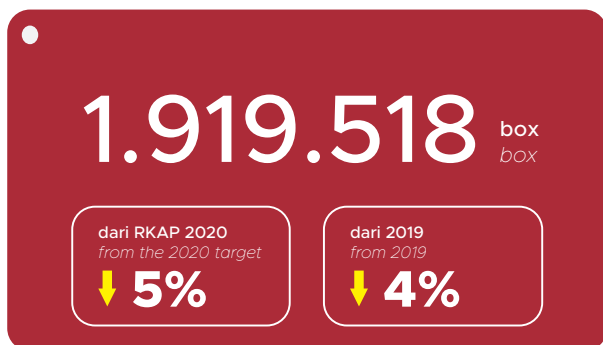 1.919.518 box
box
dari RKAP 2020
from the 2020 target
5%
dari 2019
from 2019
4%